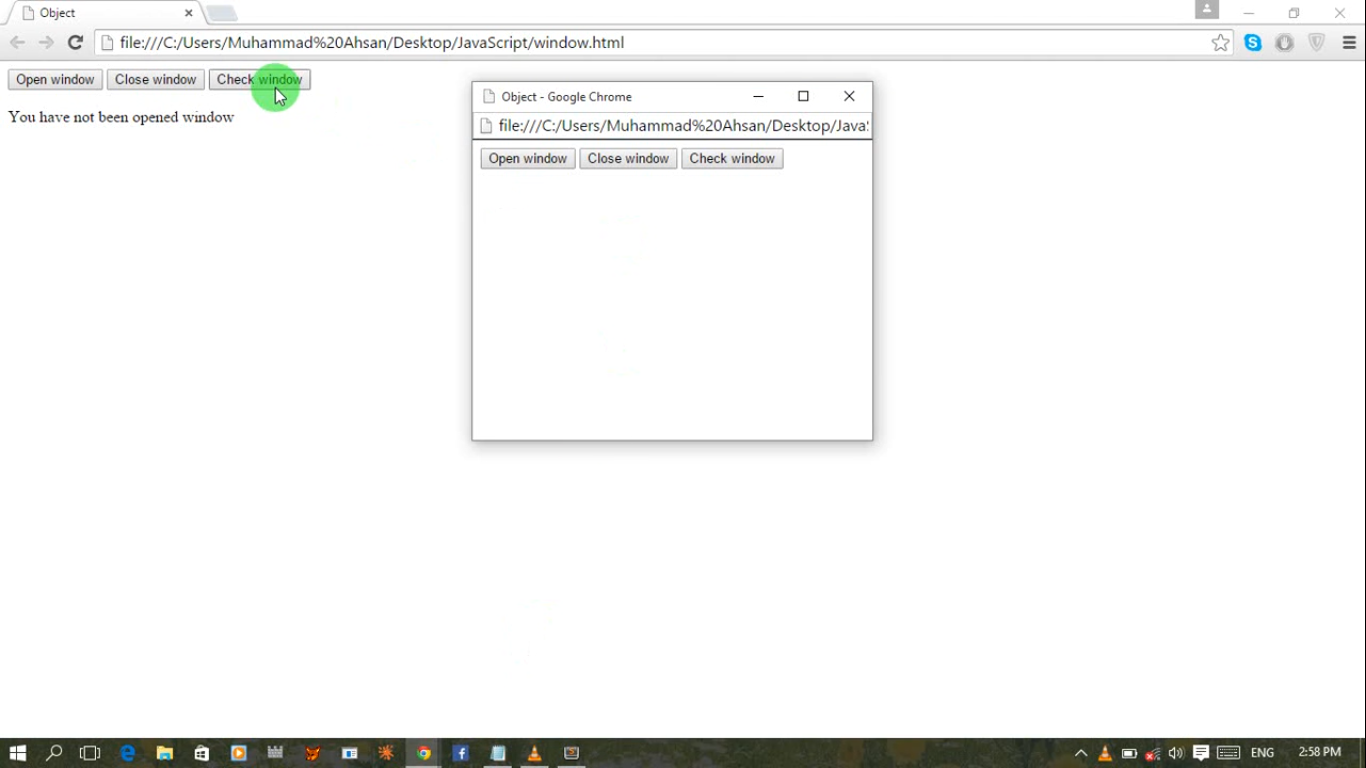 Object
file:///C:/Users/Muhammad%20Ahsan/Desktop/JavaScript/window.html
Open window Close window Check window
You have not been opened window
Object - Google Chrome
file:///C:/Users/Muhammad%20Ahsan/Desktop/Java
Open window Close window Check window
ENG 2:58 PM